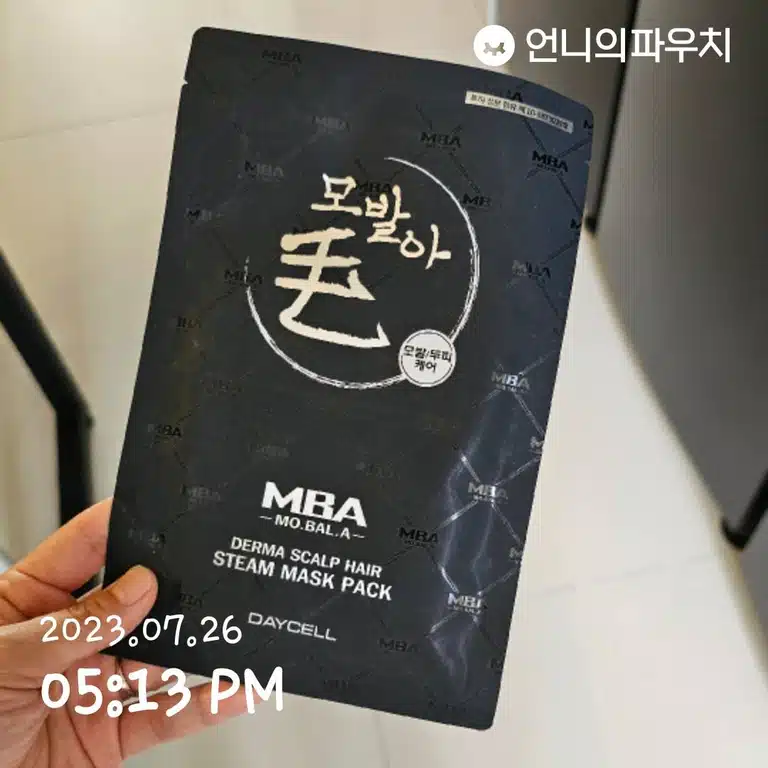 언니의파우치
모발아
毛
모발/두피
케어
MBA
-MO.BAL.A-
DERMA SCALP HAIR
STEAM MASK PACK
DAYCELL
2023.07.26
05:13 PM